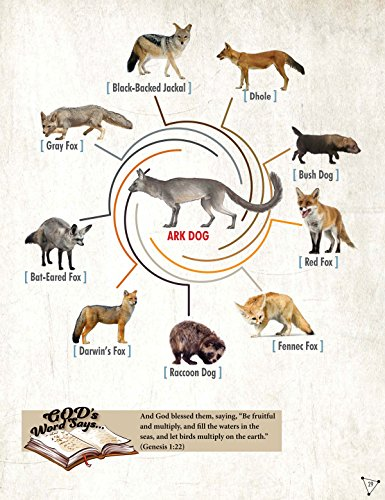 [ Black-Backed Jackal ]
[ Dhole ]
[ Gray Fox ]
[ Bush Dog ]
ARK DOG
[ Bat-Eared Fox ]
[ Red Fox ]
[ Darwin's Fox ]
[ Fennec Fox ]
[ Raccoon Dog ]
GOD's
Word Says...
And God blessed them, saying, "Be fruitful
and multiply, and fill the waters in the
seas, and let birds multiply on the earth."
(Genesis 1:22)